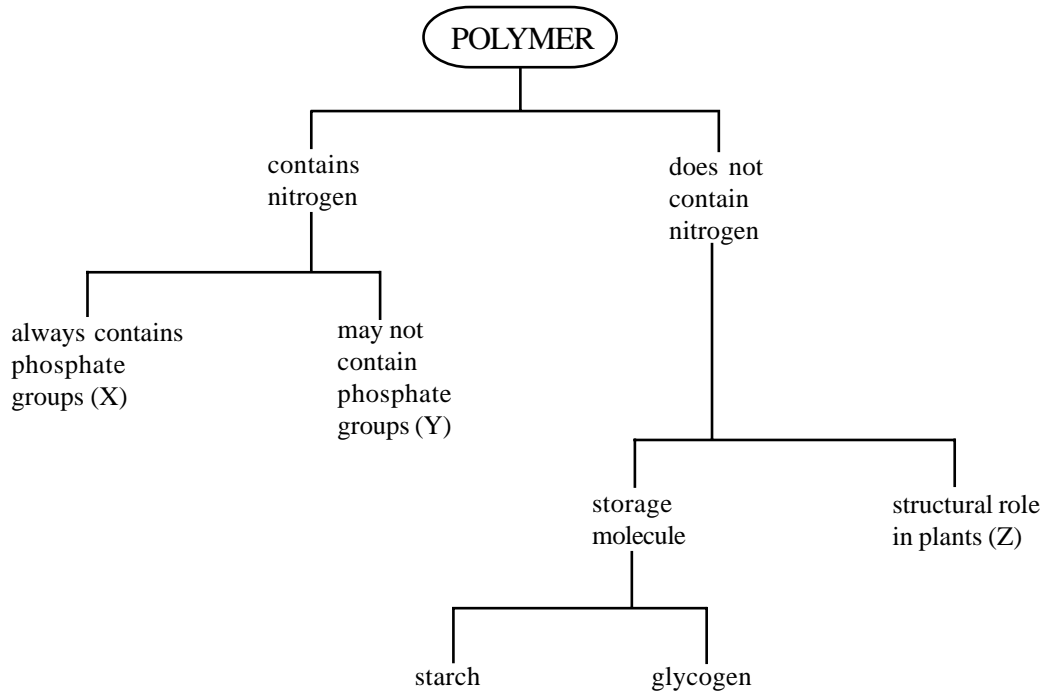 POLYMER
contains
nitrogen
does not
contain
nitrogen
always contains
phosphate
groups (X)
may not
contain
phosphate
groups (Y)
storage
molecule
structural role
in plants (Z)
starch
glycogen